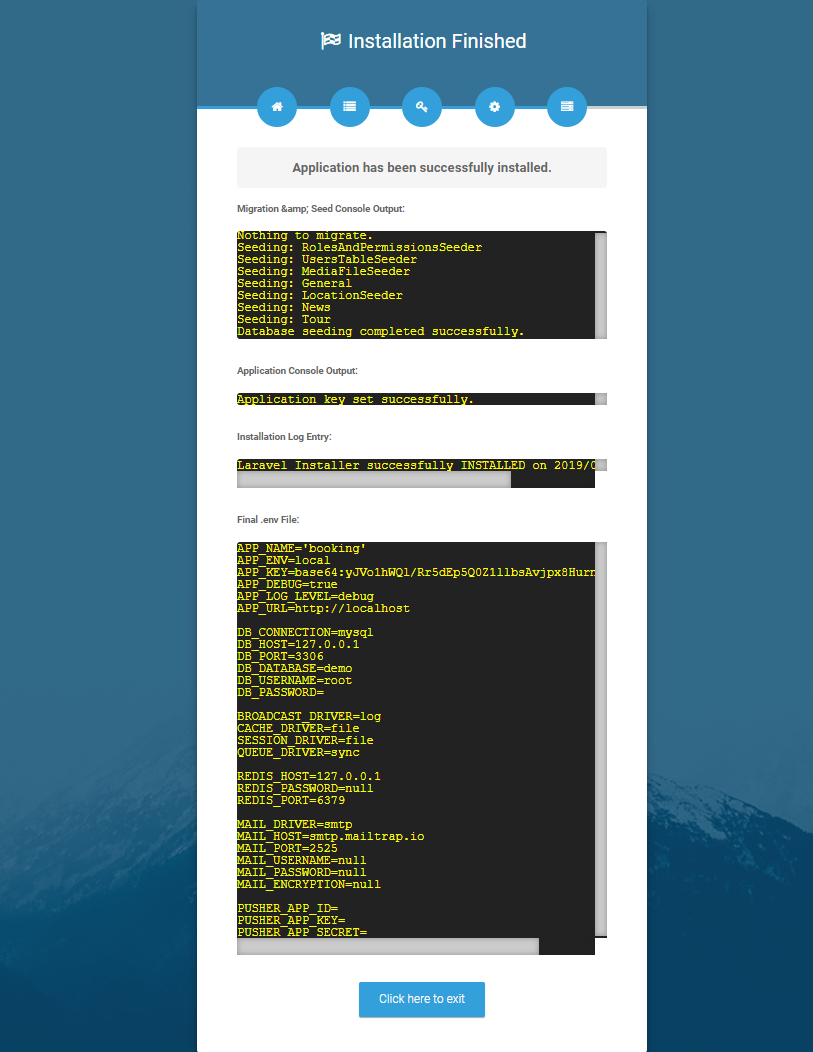 Installation Finished
Application has been successfully installed.
Migration &amp; Seed Console Output:
Nothing to migrate.
Seeding: RolesAndPermissionsSeeder
Seeding: UsersTableSeeder
Seeding: MediaFileSeeder
Seeding: General
Seeding: LocationSeeder
Seeding: News
Seeding: Tour
Database seeding completed successfully.
Application Console Output:
Application key set successfully.
Installation Log Entry:
Laravel Installer successfully INSTALLED on 2019/0
Final .env File:
APP_NAME='booking'
APP_ENV=local
APP_KEY=base64:yJVo1hWQl/Rr5dEp5Q0Z1llbsAvjpx8Hurn
APP_DEBUG=true
APP_LOG_LEVEL=debug
APP_URL=http://localhost
DB_CONNECTION=mysql
DB_HOST=127.0.0.1
DB_PORT=3306
DB_DATABASE=demo
DB_USERNAME=root
DB_PASSWORD=
BROADCAST_DRIVER=log
CACHE_DRIVER=file
SESSION_DRIVER=file
QUEUE_DRIVER=sync
REDIS_HOST=127.0.0.1
REDIS_PASSWORD=null
REDIS_PORT=6379
MAIL_DRIVER=smtp
MAIL_HOST=smtp.mailtrap.io
MAIL_PORT=2525
MAIL_USERNAME=null
MAIL_PASSWORD=null
MAIL_ENCRYPTION=null
PUSHER_APP_ID=
PUSHER_APP_KEY=
PUSHER_APP_SECRET=
Click here to exit